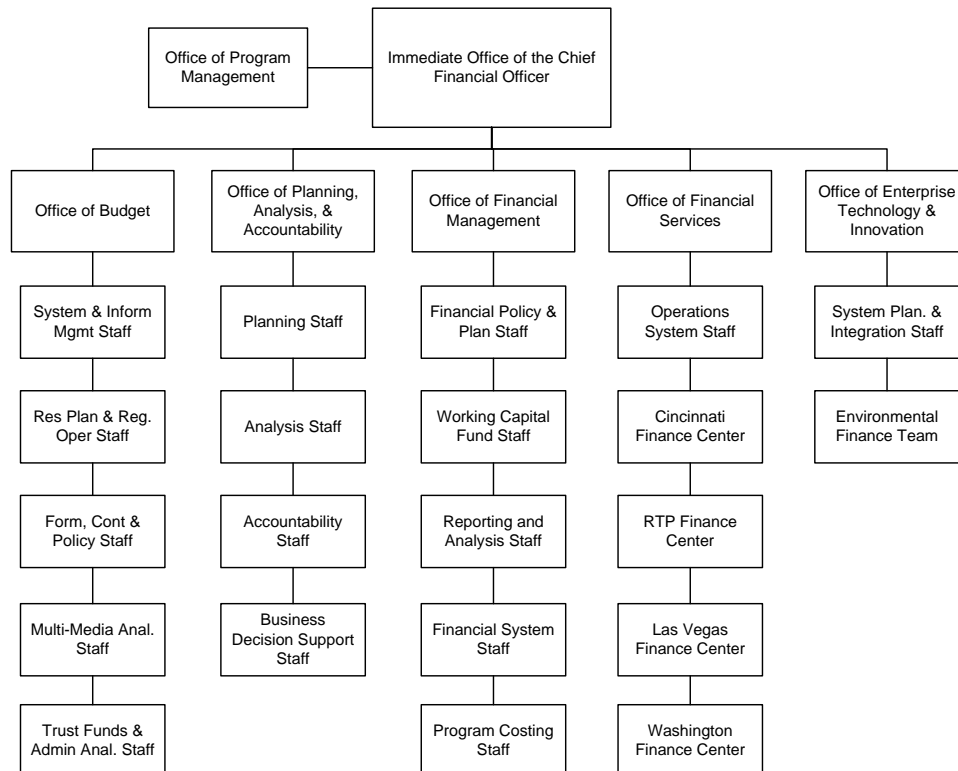 Office of Program
Management
Immediate Office of the Chief
Financial Officer
Office of Budget
Office of Planning,
Analysis, &
Accountability
Office of Financial
Management
Office of Financial
Services
Office of Enterprise
Technology &
Innovation
System & Inform
Mgmt Staff
Planning Staff
Financial Policy &
Plan Staff
Operations
System Staff
System Plan. &
Integration Staff
Res Plan & Reg.
Oper Staff
Analysis Staff
Working Capital
Fund Staff
Cincinnati
Finance Center
Environmental
Finance Team
Form, Cont &
Policy Staff
Accountability
Staff
Reporting and
Analysis Staff
RTP Finance
Center
Multi-Media Anal.
Staff
Business
Decision Support
Staff
Financial System
Staff
Las Vegas
Finance Center
Trust Funds &
Admin Anal. Staff
Program Costing
Staff
Washington
Finance Center